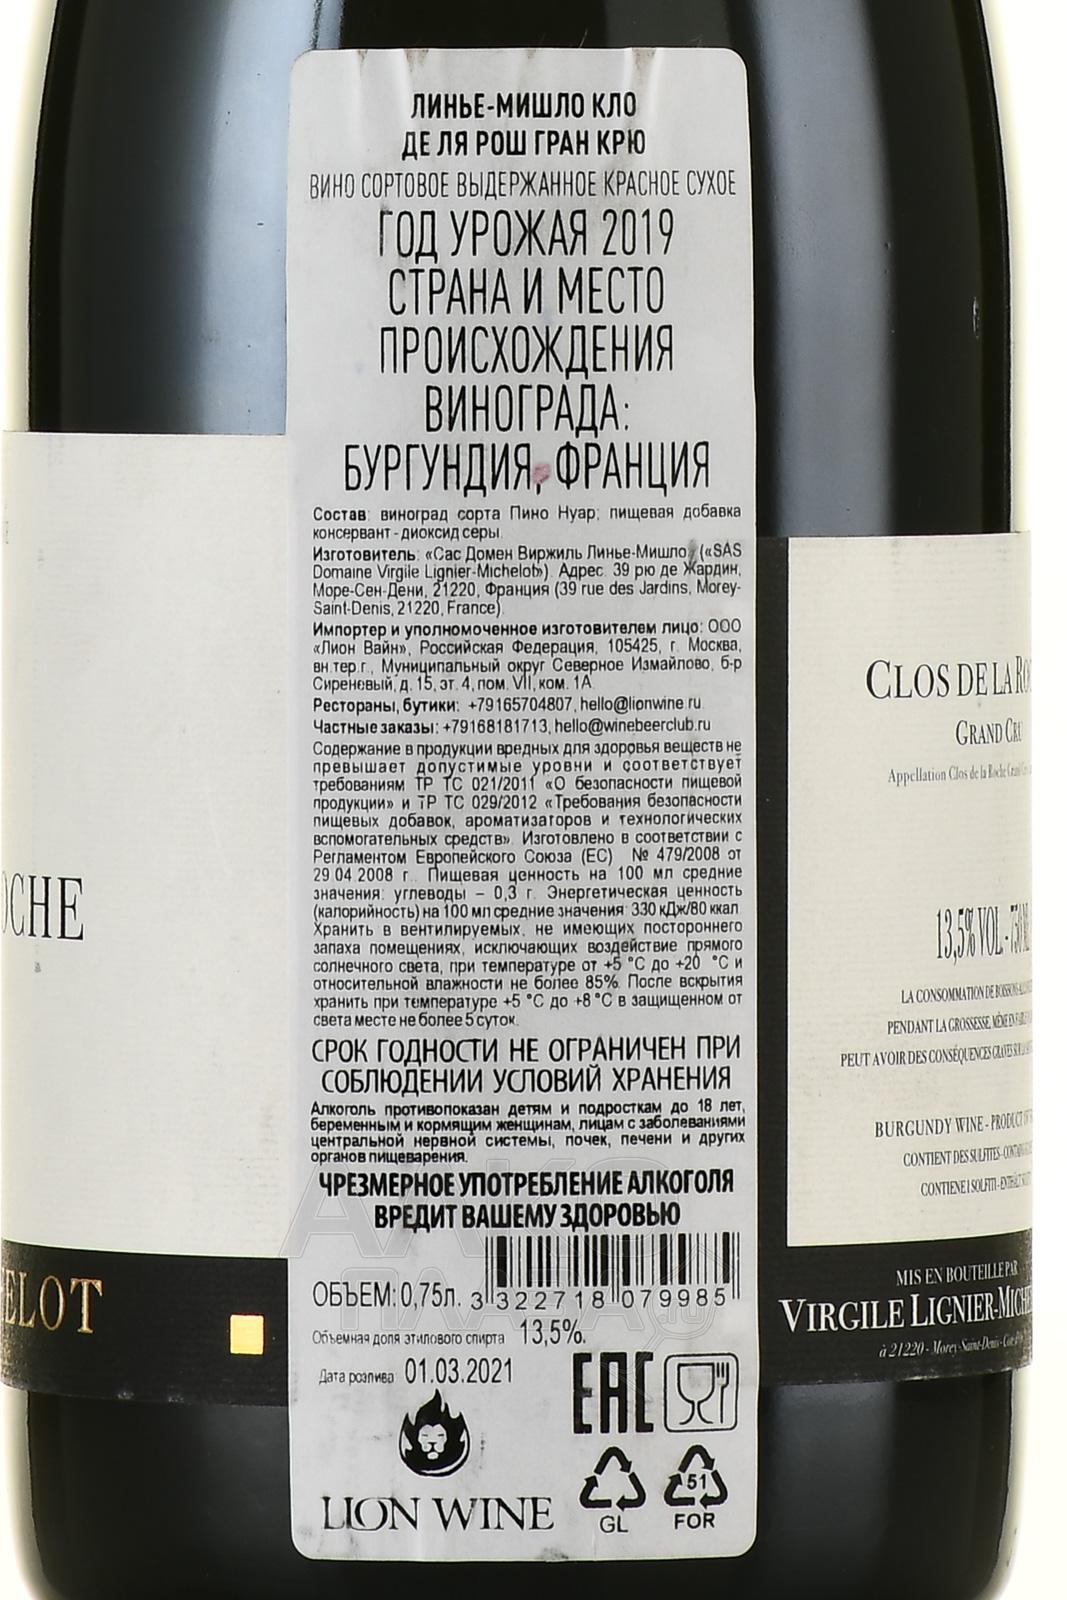 ЛИНЬЕ-МИШЛО КЛО
ДЕ ЛЯ РОШ ГРАН КРЮ
ВИНО СОРТОВОЕ ВЫДЕРЖАННОЕ КРАСНОЕ СУХОЕ
ГОД УРОЖАЯ 2019
СТРАНА И МЕСТО
ПРОИСХОЖДЕНИЯ
ВИНОГРАДА:
БУРГУНДИЯ, ФРАНЦИЯ
Состав: виноград сорта Пино Нуар; пищевая добавка
консервант - диоксид серы.
Изготовитель: «Сас Домен Виржиль Линье-Мишло» («SAS
Domaine Virgile Lignier-Michelot»). Адрес: 39 рю де Жардин,
Море-Сен-Дени, 21220, Франция (39 rue des Jardins, Morey-
Saint-Denis, 21220, France).
Импортер и уполномоченное изготовителем лицо: ООО
«Лион Вайн», Российская Федерация, 105425, г. Москва,
вн.тер.г., Муниципальный округ Северное Измайлово, б-р
Сиреневый, д. 15, эт. 4, пом. VII, ком. 1А.
Рестораны, бутики: +79165704807, hello@lionwine.ru
Частные заказы: +79168181713, hello@winebeerclub.ru
Содержание в продукции вредных для здоровья веществ не
превышает допустимые уровни и соответствует
требованиям ТР ТС 021/2011 «О безопасности пищевой
продукции» и ТР ТС 029/2012 «Требования безопасности
пищевых добавок, ароматизаторов и технологических
вспомогательных средств». Изготовлено в соответствии с
Регламентом Европейского Союза (ЕС) № 479/2008 от
29.04.2008 г. Пищевая ценность на 100 мл средние
значения: углеводы – 0,3 г. Энергетическая ценность
(калорийность) на 100 мл средние значения: 330 кДж/80 ккал.
Хранить в вентилируемых, не имеющих постороннего
запаха помещениях, исключающих воздействие прямого
солнечного света, при температуре от +5 °С до +20 °С и
относительной влажности не более 85%. После вскрытия
хранить при температуре +5 °С до +8 °С в защищенном от
света месте не более 5 суток.
СРОК ГОДНОСТИ НЕ ОГРАНИЧЕН ПРИ
СОБЛЮДЕНИИ УСЛОВИЙ ХРАНЕНИЯ
Алкоголь противопоказан детям и подросткам до 18 лет,
беременным и кормящим женщинам, лицам с заболеваниями
центральной нервной системы, почек, печени и других
органов пищеварения.
ЧРЕЗМЕРНОЕ УПОТРЕБЛЕНИЕ АЛКОГОЛЯ
ВРЕДИТ ВАШЕМУ ЗДОРОВЬЮ
ОБЪЕМ: 0,75л. 3 322718 079985
Объемная доля этилового спирта 13,5%.
Дата розлива: 01.03.2021
EAC
LION WINE
GL
51
FOR
OCHE
ELOT
CLOS DE LA RO
GRAND CRU
Appellation Clos de la Roche Grand Cru
13,5% VOL - 750 ML
LA CONSOMMATION DE BOISSONS
PENDANT LA GROSSESSE, MÊME EN
PEUT AVOIR DES CONSÉQUENCES GRAVES SUR LA
BURGUNDY WINE - PRODUCT OF
CONTIENT DES SULFITES
CONTIENE I SOLFITI
MIS EN BOUTEILLE PAR
VIRGILE LIGNIER-MICHE
à 21220 - Morey-Saint-Denis